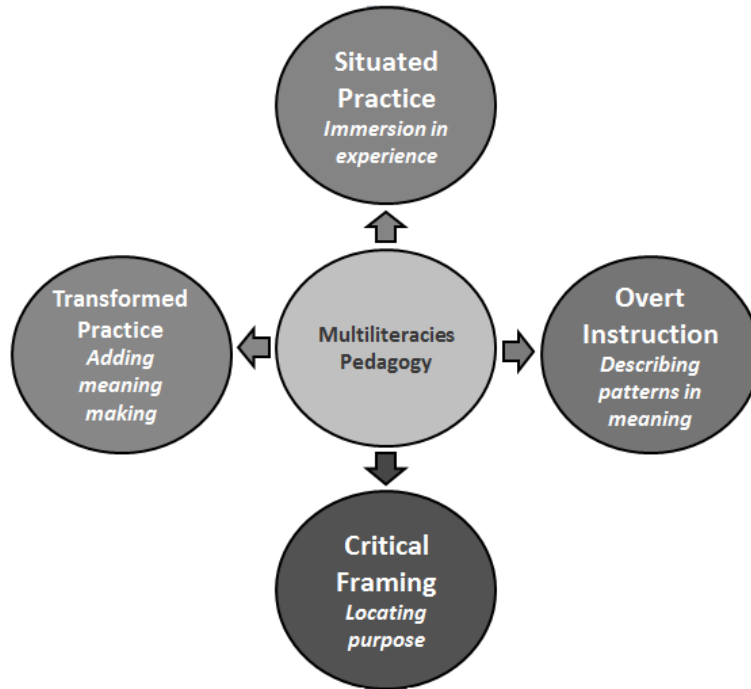 Situated
Practice
Immersion in
experience
Transformed
Practice
Adding
meaning
making
Multiliteracies
Pedagogy
Overt
Instruction
Describing
patterns in
meaning
Critical
Framing
Locating
purpose